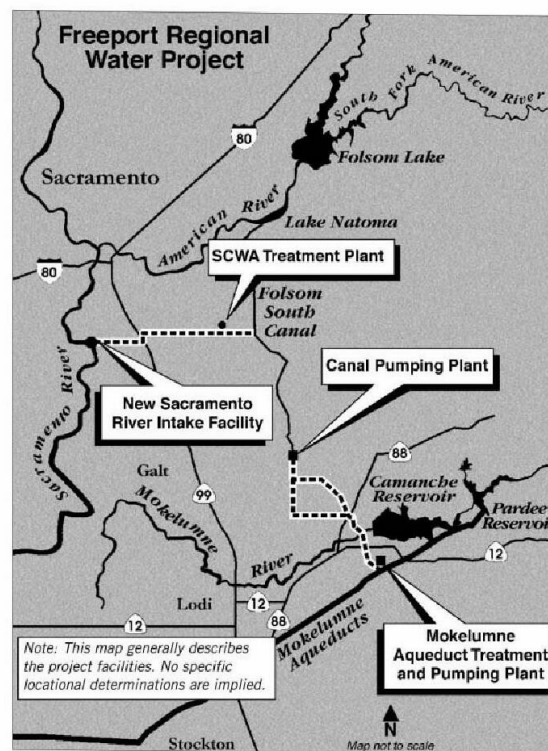 Freeport Regional
Water Project
80
South Fork American River
Folsom Lake
Sacramento
American River
Lake Natoma
80
SCWA Treatment Plant
Folsom
South
Canal
Sacramento River
New Sacramento
River Intake Facility
Canal Pumping Plant
88
Galt
99
Camanche
Reservoir
Pardee
Reservoir
Mokelumne
River
12
Lodi
12
12
88
Mokelumne
Aqueducts
Mokelumne
Aqueduct Treatment
and Pumping Plant
Note: This map generally describes
the project facilities. No specific
locational determinations are implied.
N
Map not to scale
Stockton